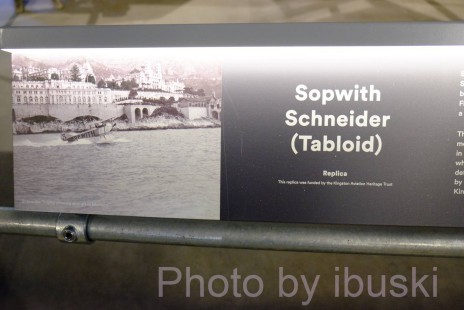 Sopwith
Schneider
(Tabloid)
Replica
This replica was funded by the Kingston Aviation Heritage Trust
Photo by ibuski